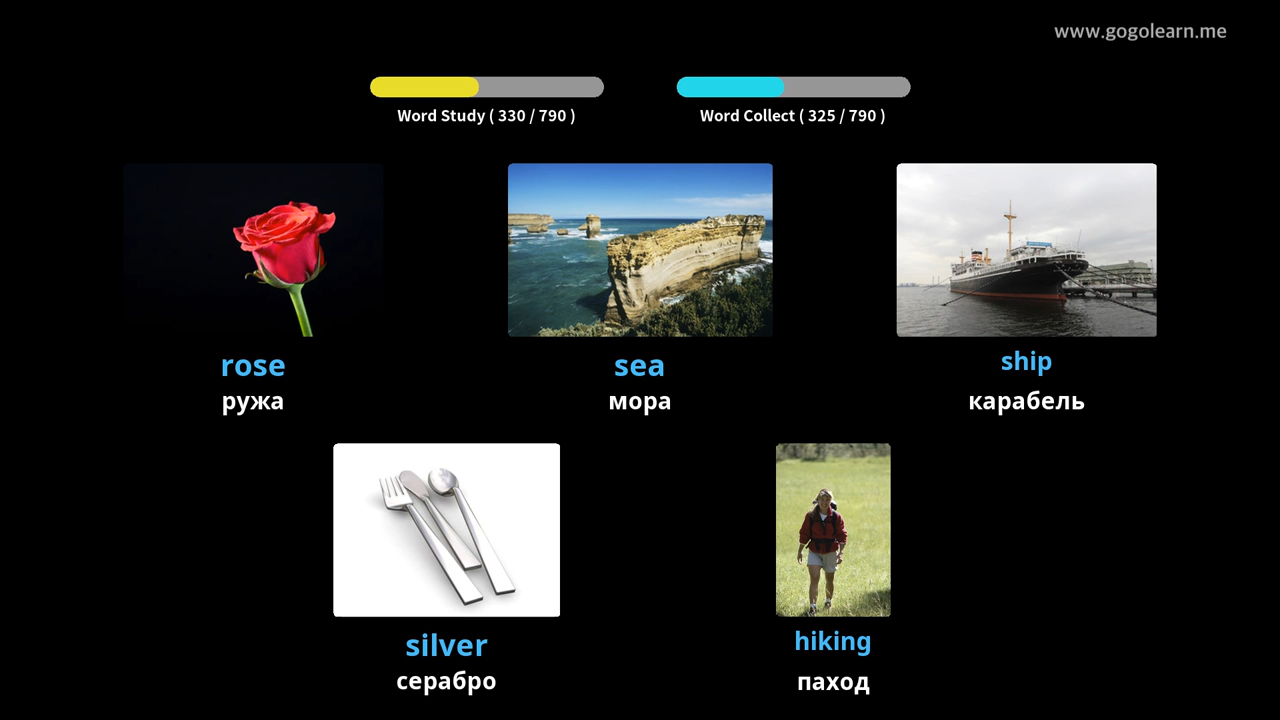 www.gogolearn.me
Word Study ( 330 / 790 )
Word Collect ( 325 / 790 )
rose
ружа
sea
мора
ship
карабель
silver
серабро
hiking
паход